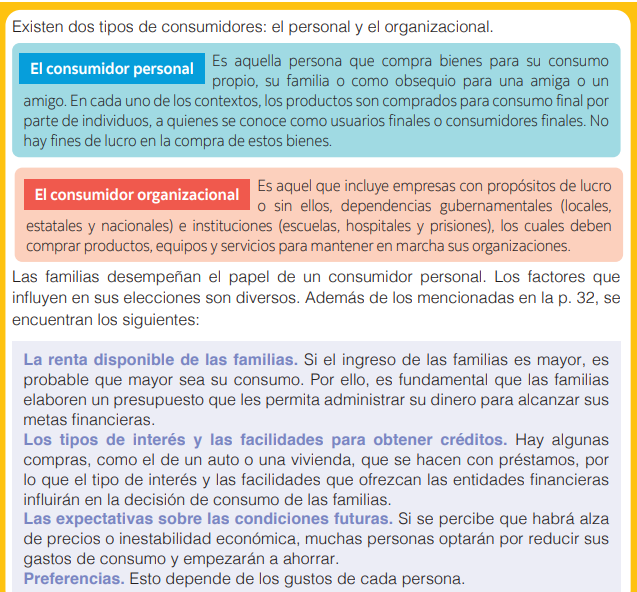 Existen dos tipos de consumidores: el personal y el organizacional.
El consumidor personal Es aquella persona que compra bienes para su consumo
propio, su familia o como obsequio para una amiga o un
amigo. En cada uno de los contextos, los productos son comprados para consumo final por
parte de individuos, a quienes se conoce como usuarios finales o consumidores finales. No
hay fines de lucro en la compra de estos bienes.
El consumidor organizacional Es aquel que incluye empresas con propósitos de lucro
o sin ellos, dependencias gubernamentales (locales,
estatales y nacionales) e instituciones (escuelas, hospitales y prisiones), los cuales deben
comprar productos, equipos y servicios para mantener en marcha sus organizaciones.
Las familias desempeñan el papel de un consumidor personal. Los factores que
influyen en sus elecciones son diversos. Además de los mencionadas en la p. 32, se
encuentran los siguientes:
La renta disponible de las familias. Si el ingreso de las familias es mayor, es
probable que mayor sea su consumo. Por ello, es fundamental que las familias
elaboren un presupuesto que les permita administrar su dinero para alcanzar sus
metas financieras.
Los tipos de interés y las facilidades para obtener créditos. Hay algunas
compras, como el de un auto o una vivienda, que se hacen con préstamos, por
lo que el tipo de interés y las facilidades que ofrezcan las entidades financieras
influirán en la decisión de consumo de las familias.
Las expectativas sobre las condiciones futuras. Si se percibe que habrá alza
de precios o inestabilidad económica, muchas personas optarán por reducir sus
gastos de consumo y empezarán a ahorrar.
Preferencias. Esto depende de los gustos de cada persona.